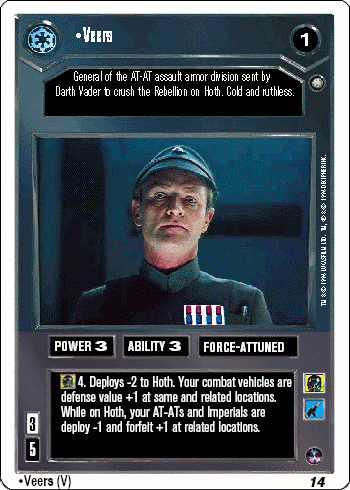 •Veers
1
General of the AT-AT assault armor division sent by
Darth Vader to crush the Rebellion on Hoth. Cold and ruthless.
POWER 3
ABILITY 3
FORCE-ATTUNED
4. Deploys -2 to Hoth. Your combat vehicles are
defense value +1 at same and related locations.
While on Hoth, your AT-ATs and Imperials are
deploy -1 and forfeit +1 at related locations.
3
5
•Veers (V)
14